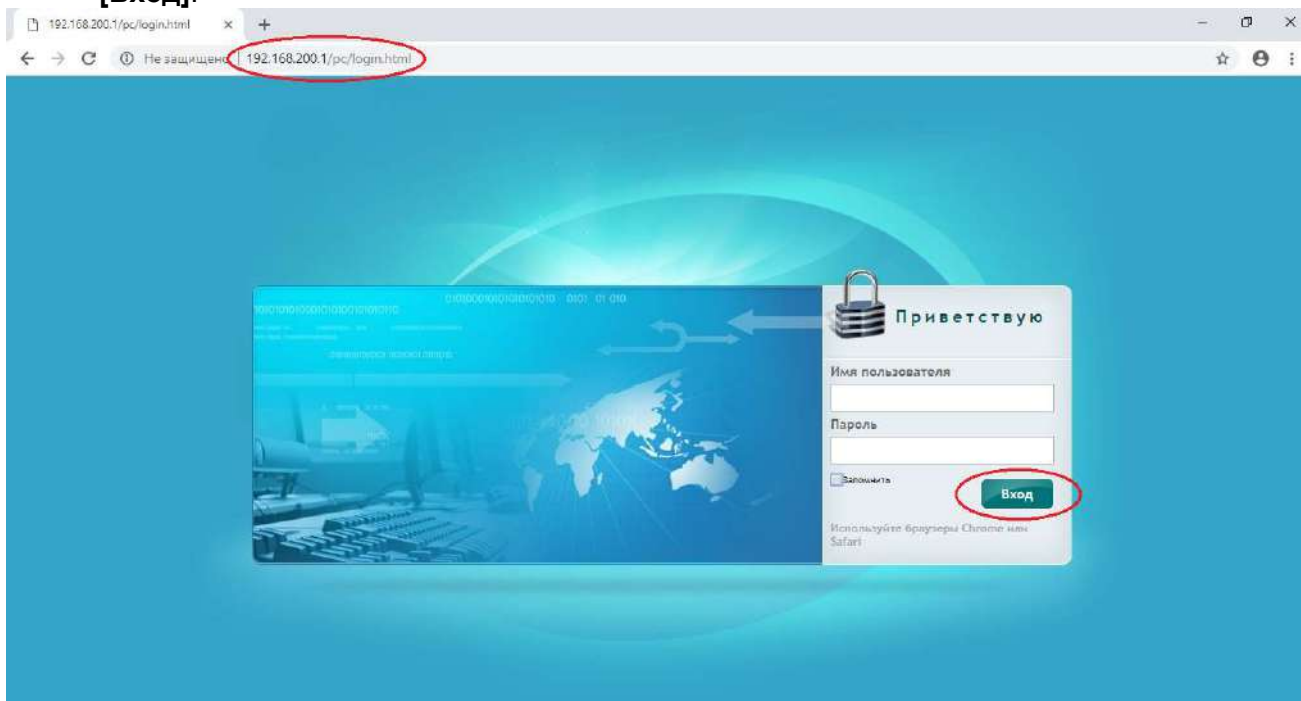 [Вход].
192.168.200.1/pc/login.html
Не защищено 192.168.200.1/pc/login.html
Приветствую
Имя пользователя
Пароль
Запомнить
Вход
Используйте браузеры Chrome или
Safari